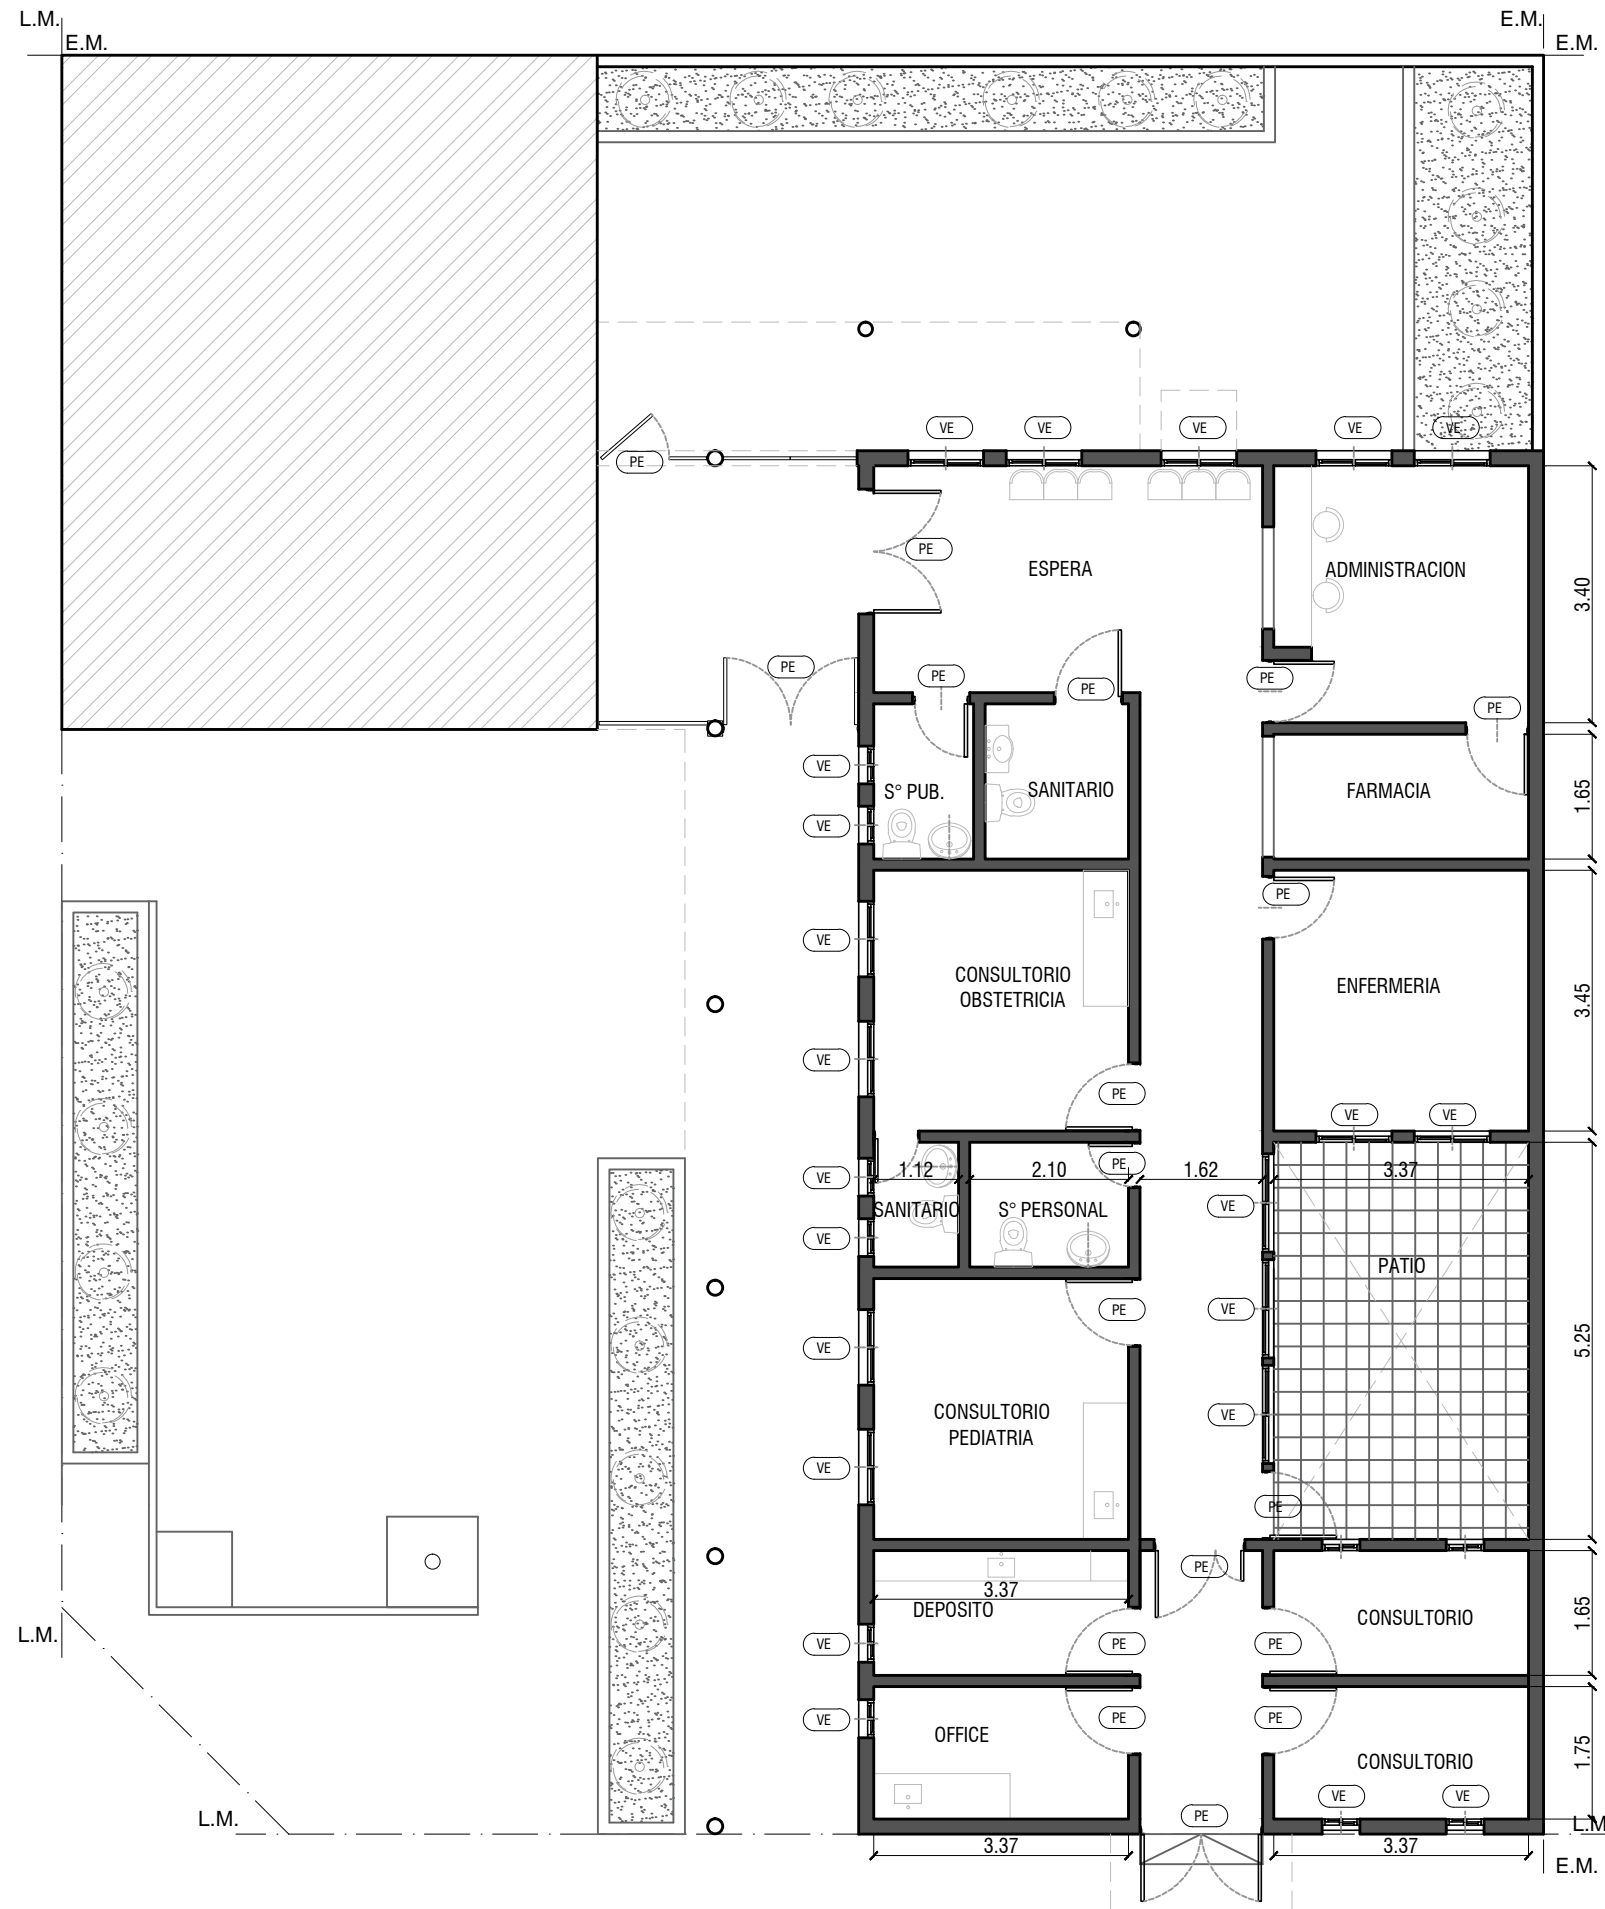 L.M.
E.M.
E.M.
E.M.
VE
VE
VE
VE
VE
PE
PE
ESPERA
ADMINISTRACION
3.40
PE
PE
PE
PE
PE
VE
S° PUB.
SANITARIO
FARMACIA
1.65
VE
PE
VE
CONSULTORIO
OBSTETRICIA
ENFERMERIA
3.45
VE
PE
VE
VE
PE
1.12
2.10
1.62
3.37
VE
VE
SANITARIO
S° PERSONAL
VE
PATIO
PE
VE
5.25
VE
CONSULTORIO
PEDIATRIA
VE
VE
PE
PE
3.37
DEPOSITO
CONSULTORIO
1.65
L.M.
VE
PE
PE
VE
PE
PE
OFFICE
CONSULTORIO
1.75
VE
VE
L.M.
PE
L.M
3.37
3.37
E.M.